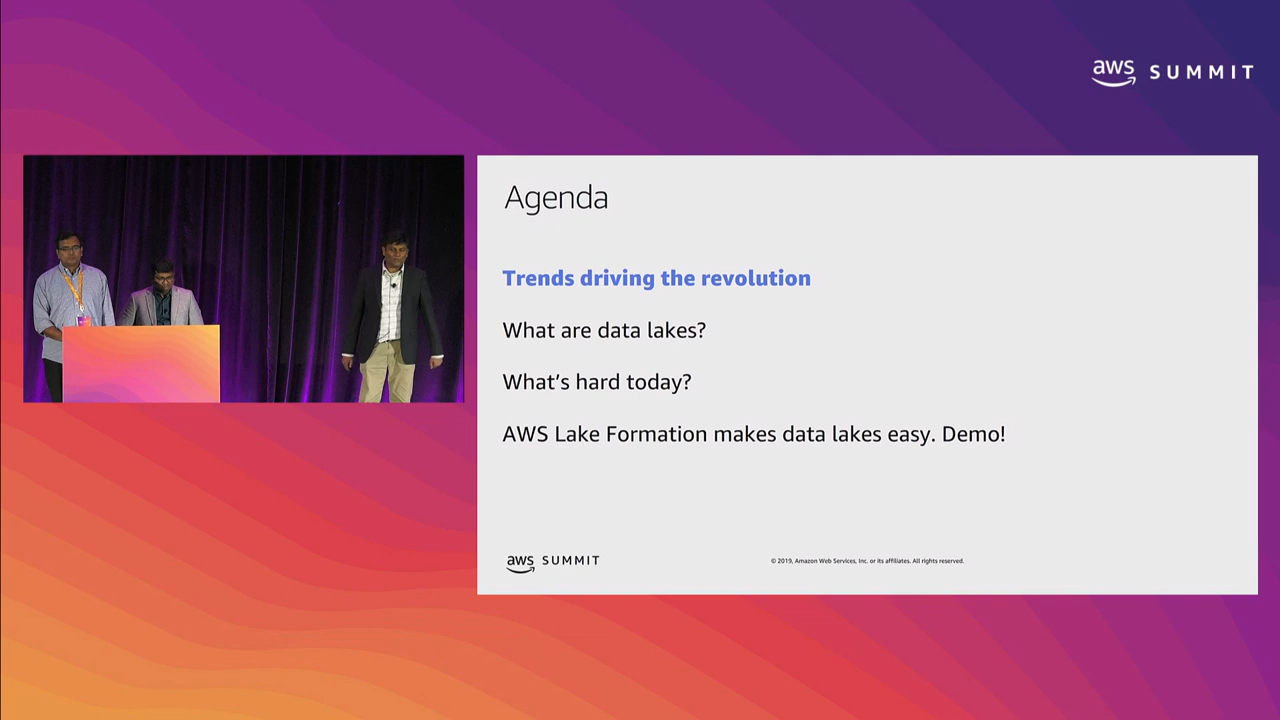 aws SUMMIT
Agenda
Trends driving the revolution
What are data lakes?
What's hard today?
AWS Lake Formation makes data lakes easy. Demo!
aws SUMMIT
© 2019, Amazon Web Services, Inc. or its affiliates. All rights reserved.